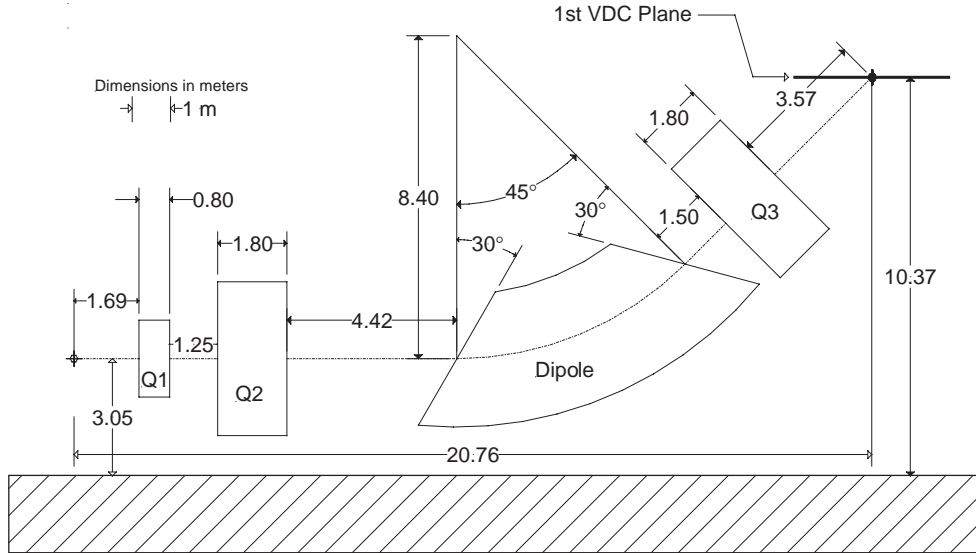 1st VDC Plane
Dimensions in meters
1 m
3.57
1.80
0.80
8.40
45°
30°
1.50
Q3
1.80
30°
10.37
1.69
4.42
1.25
Q1
Q2
Dipole
3.05
20.76